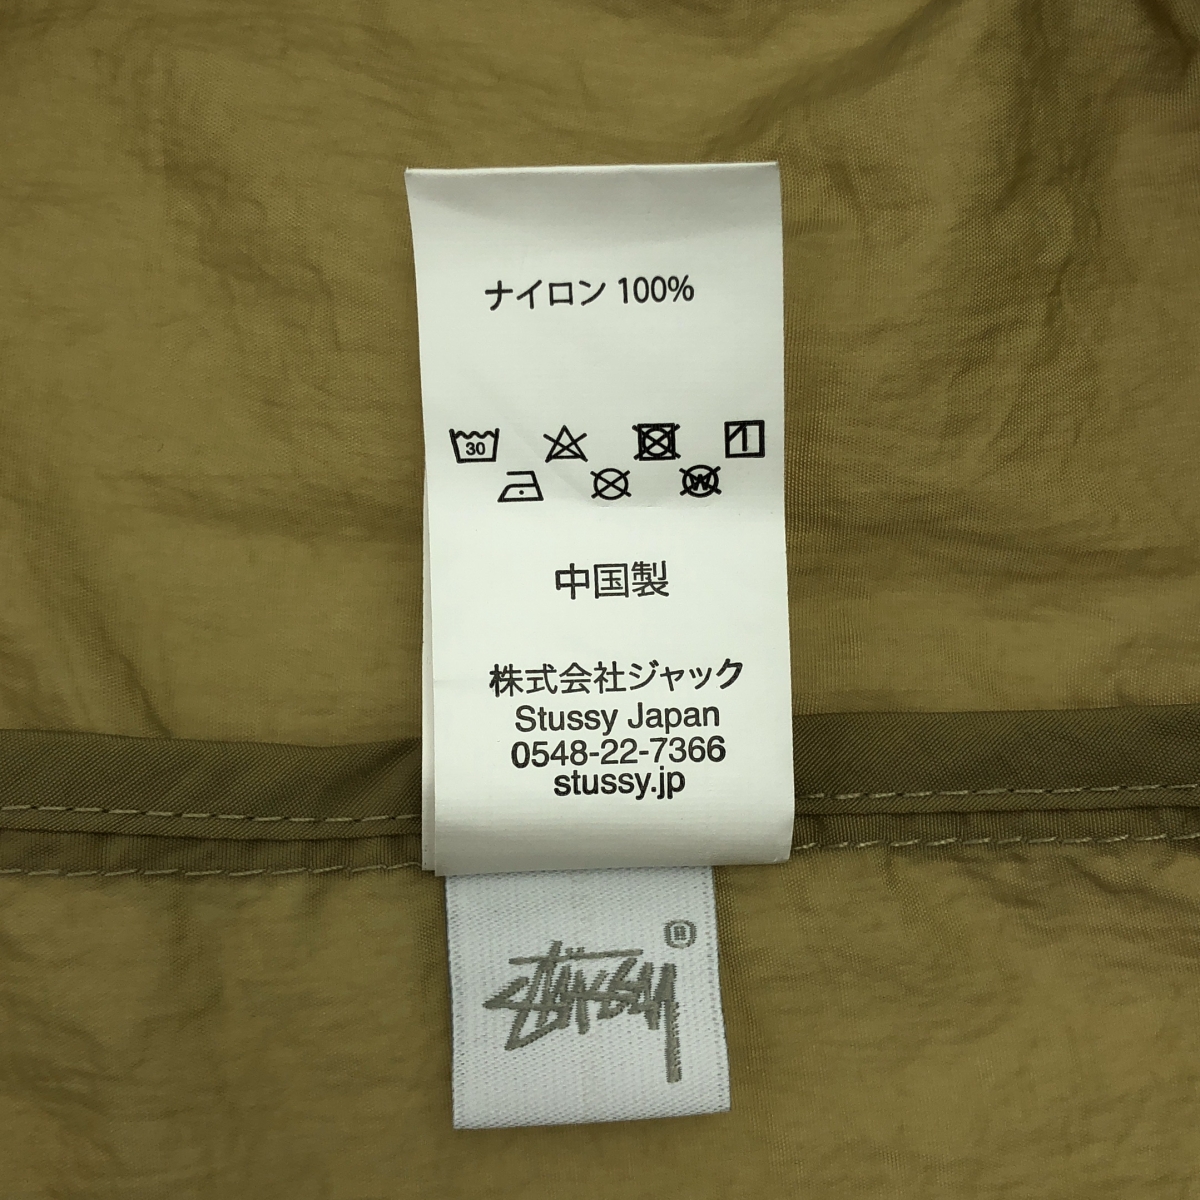 ナイロン 100%
30
W
中国製
株式会社ジャック
Stussy Japan
0548-22-7366
stussy.jp
®
Stüssy